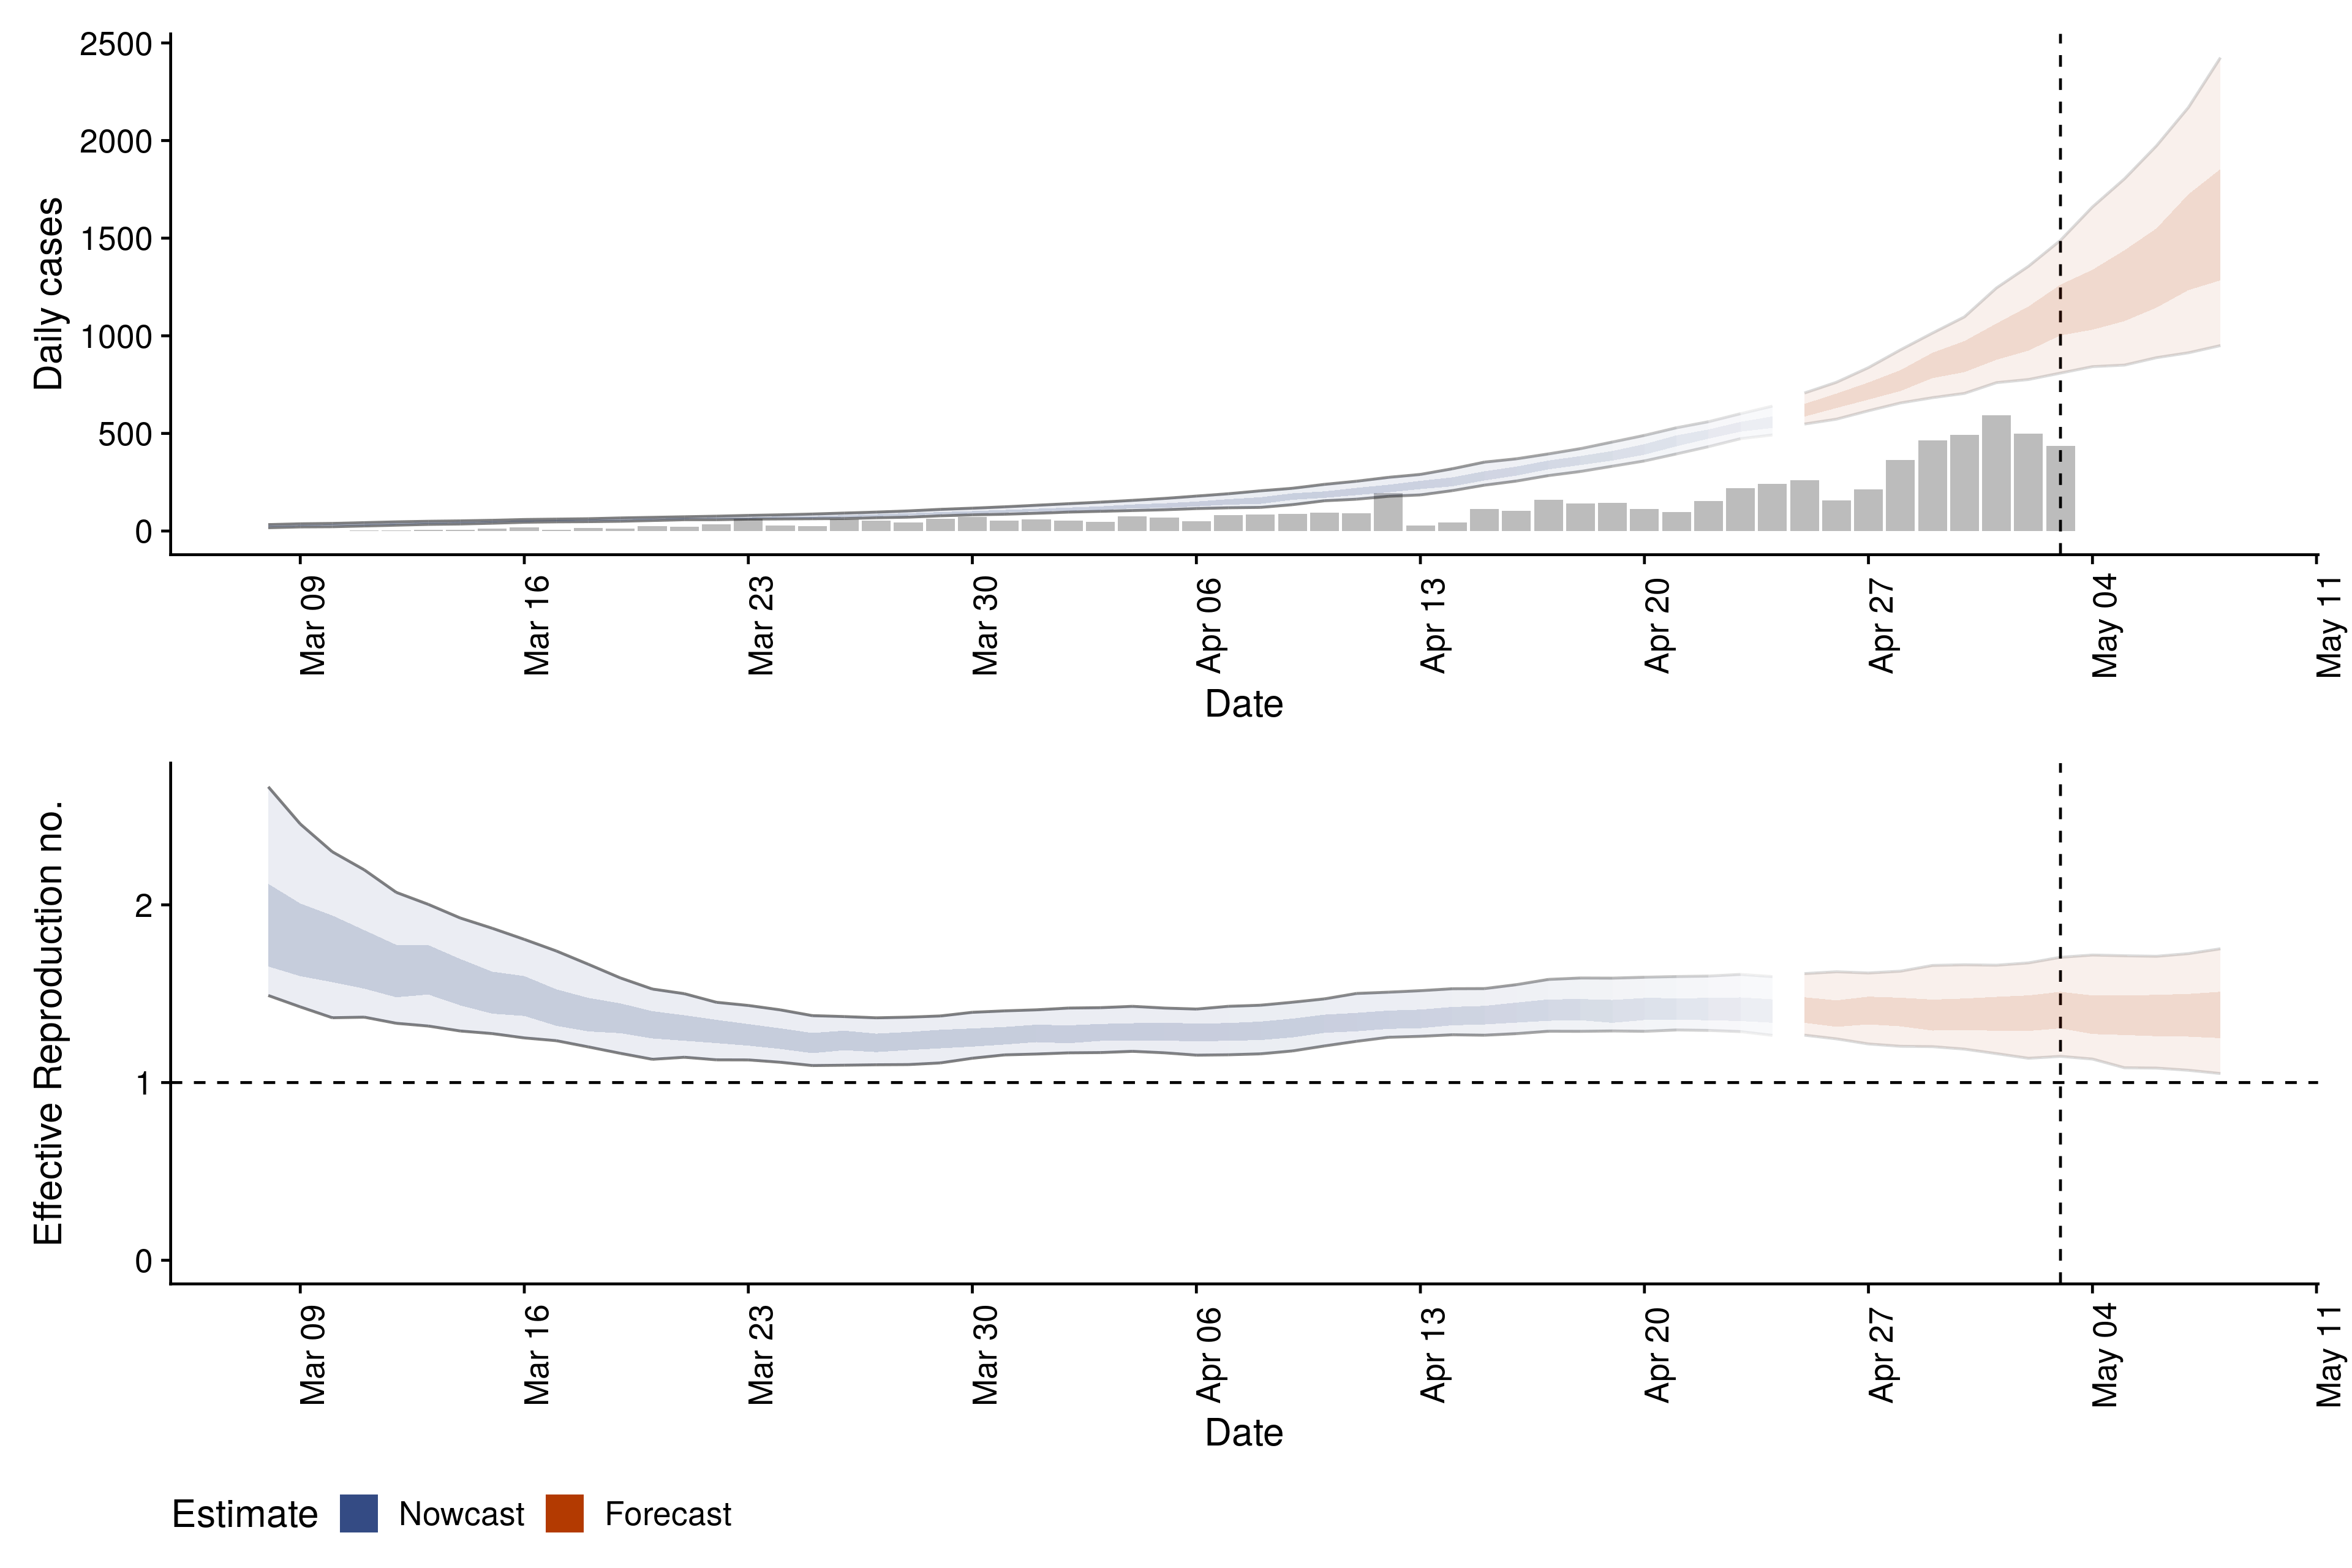 2500
2000
1500
1000
500
0
Daily cases
Mar 09
Mar 16
Mar 23
Mar 30
Apr 06
Apr 13
Apr 20
Apr 27
May 04
May 11
Date
2
1
0
Effective Reproduction no.
Mar 09
Mar 16
Mar 23
Mar 30
Apr 06
Apr 13
Apr 20
Apr 27
May 04
May 11
Date
Estimate Nowcast Forecast